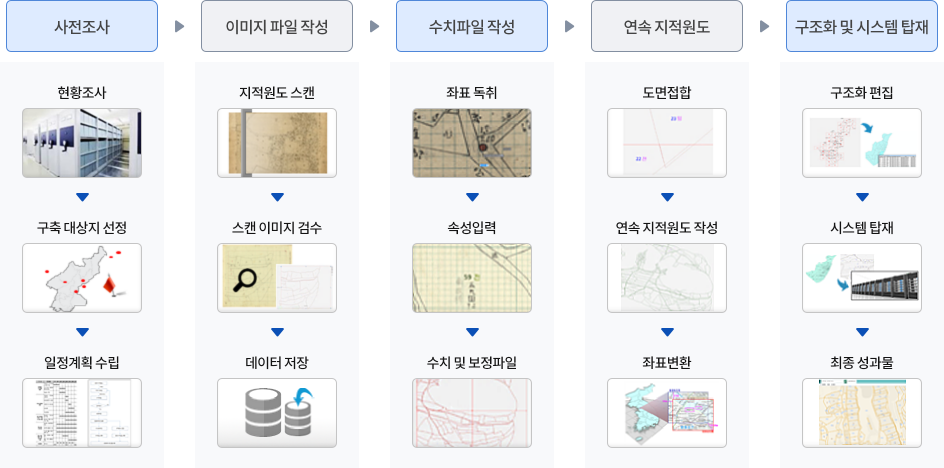 사전조사
이미지 파일 작성
수치파일 작성
연속 지적원도
구조화 및 시스템 탑재
현황조사
구축 대상지 선정
일정계획 수립
지적원도 스캔
스캔 이미지 검수
데이터 저장
좌표 독취
속성입력
수치 및 보정파일
도면접합
연속 지적원도 작성
좌표변환
구조화 편집
시스템 탑재
최종 성과물